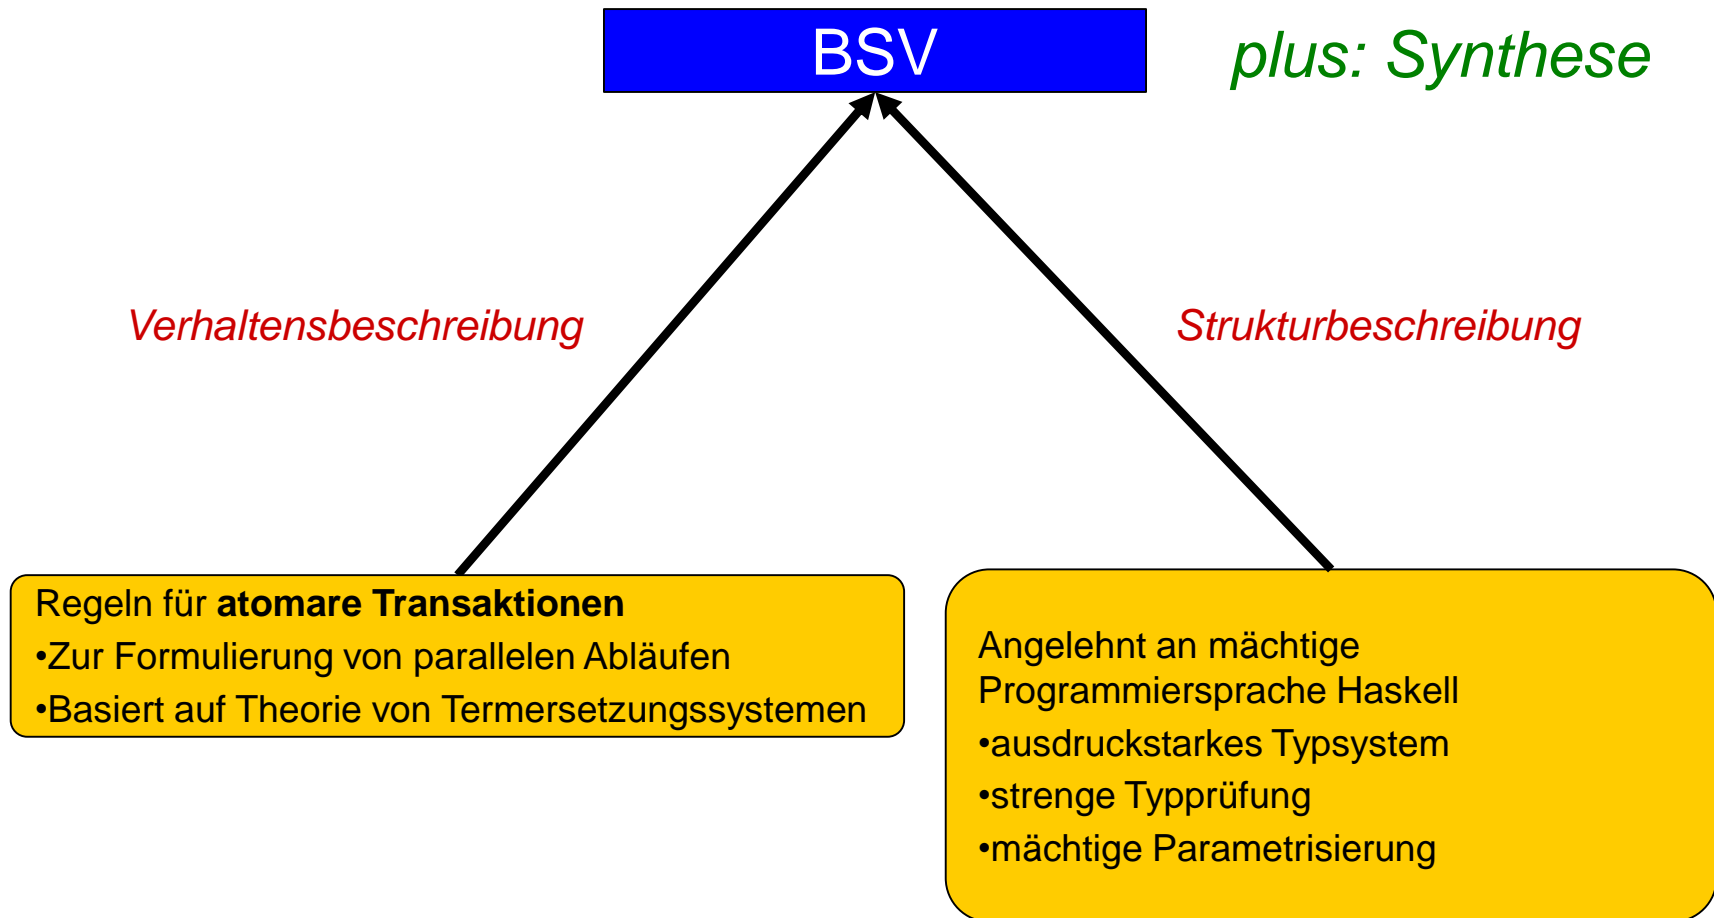 BSV
plus: Synthese
Verhaltensbeschreibung
Strukturbeschreibung
Regeln für atomare Transaktionen
•Zur Formulierung von parallelen Abläufen
•Basiert auf Theorie von Termersetzungssystemen
Angelehnt an mächtige
Programmiersprache Haskell
•ausdruckstarkes Typsystem
•strenge Typprüfung
•mächtige Parametrisierung